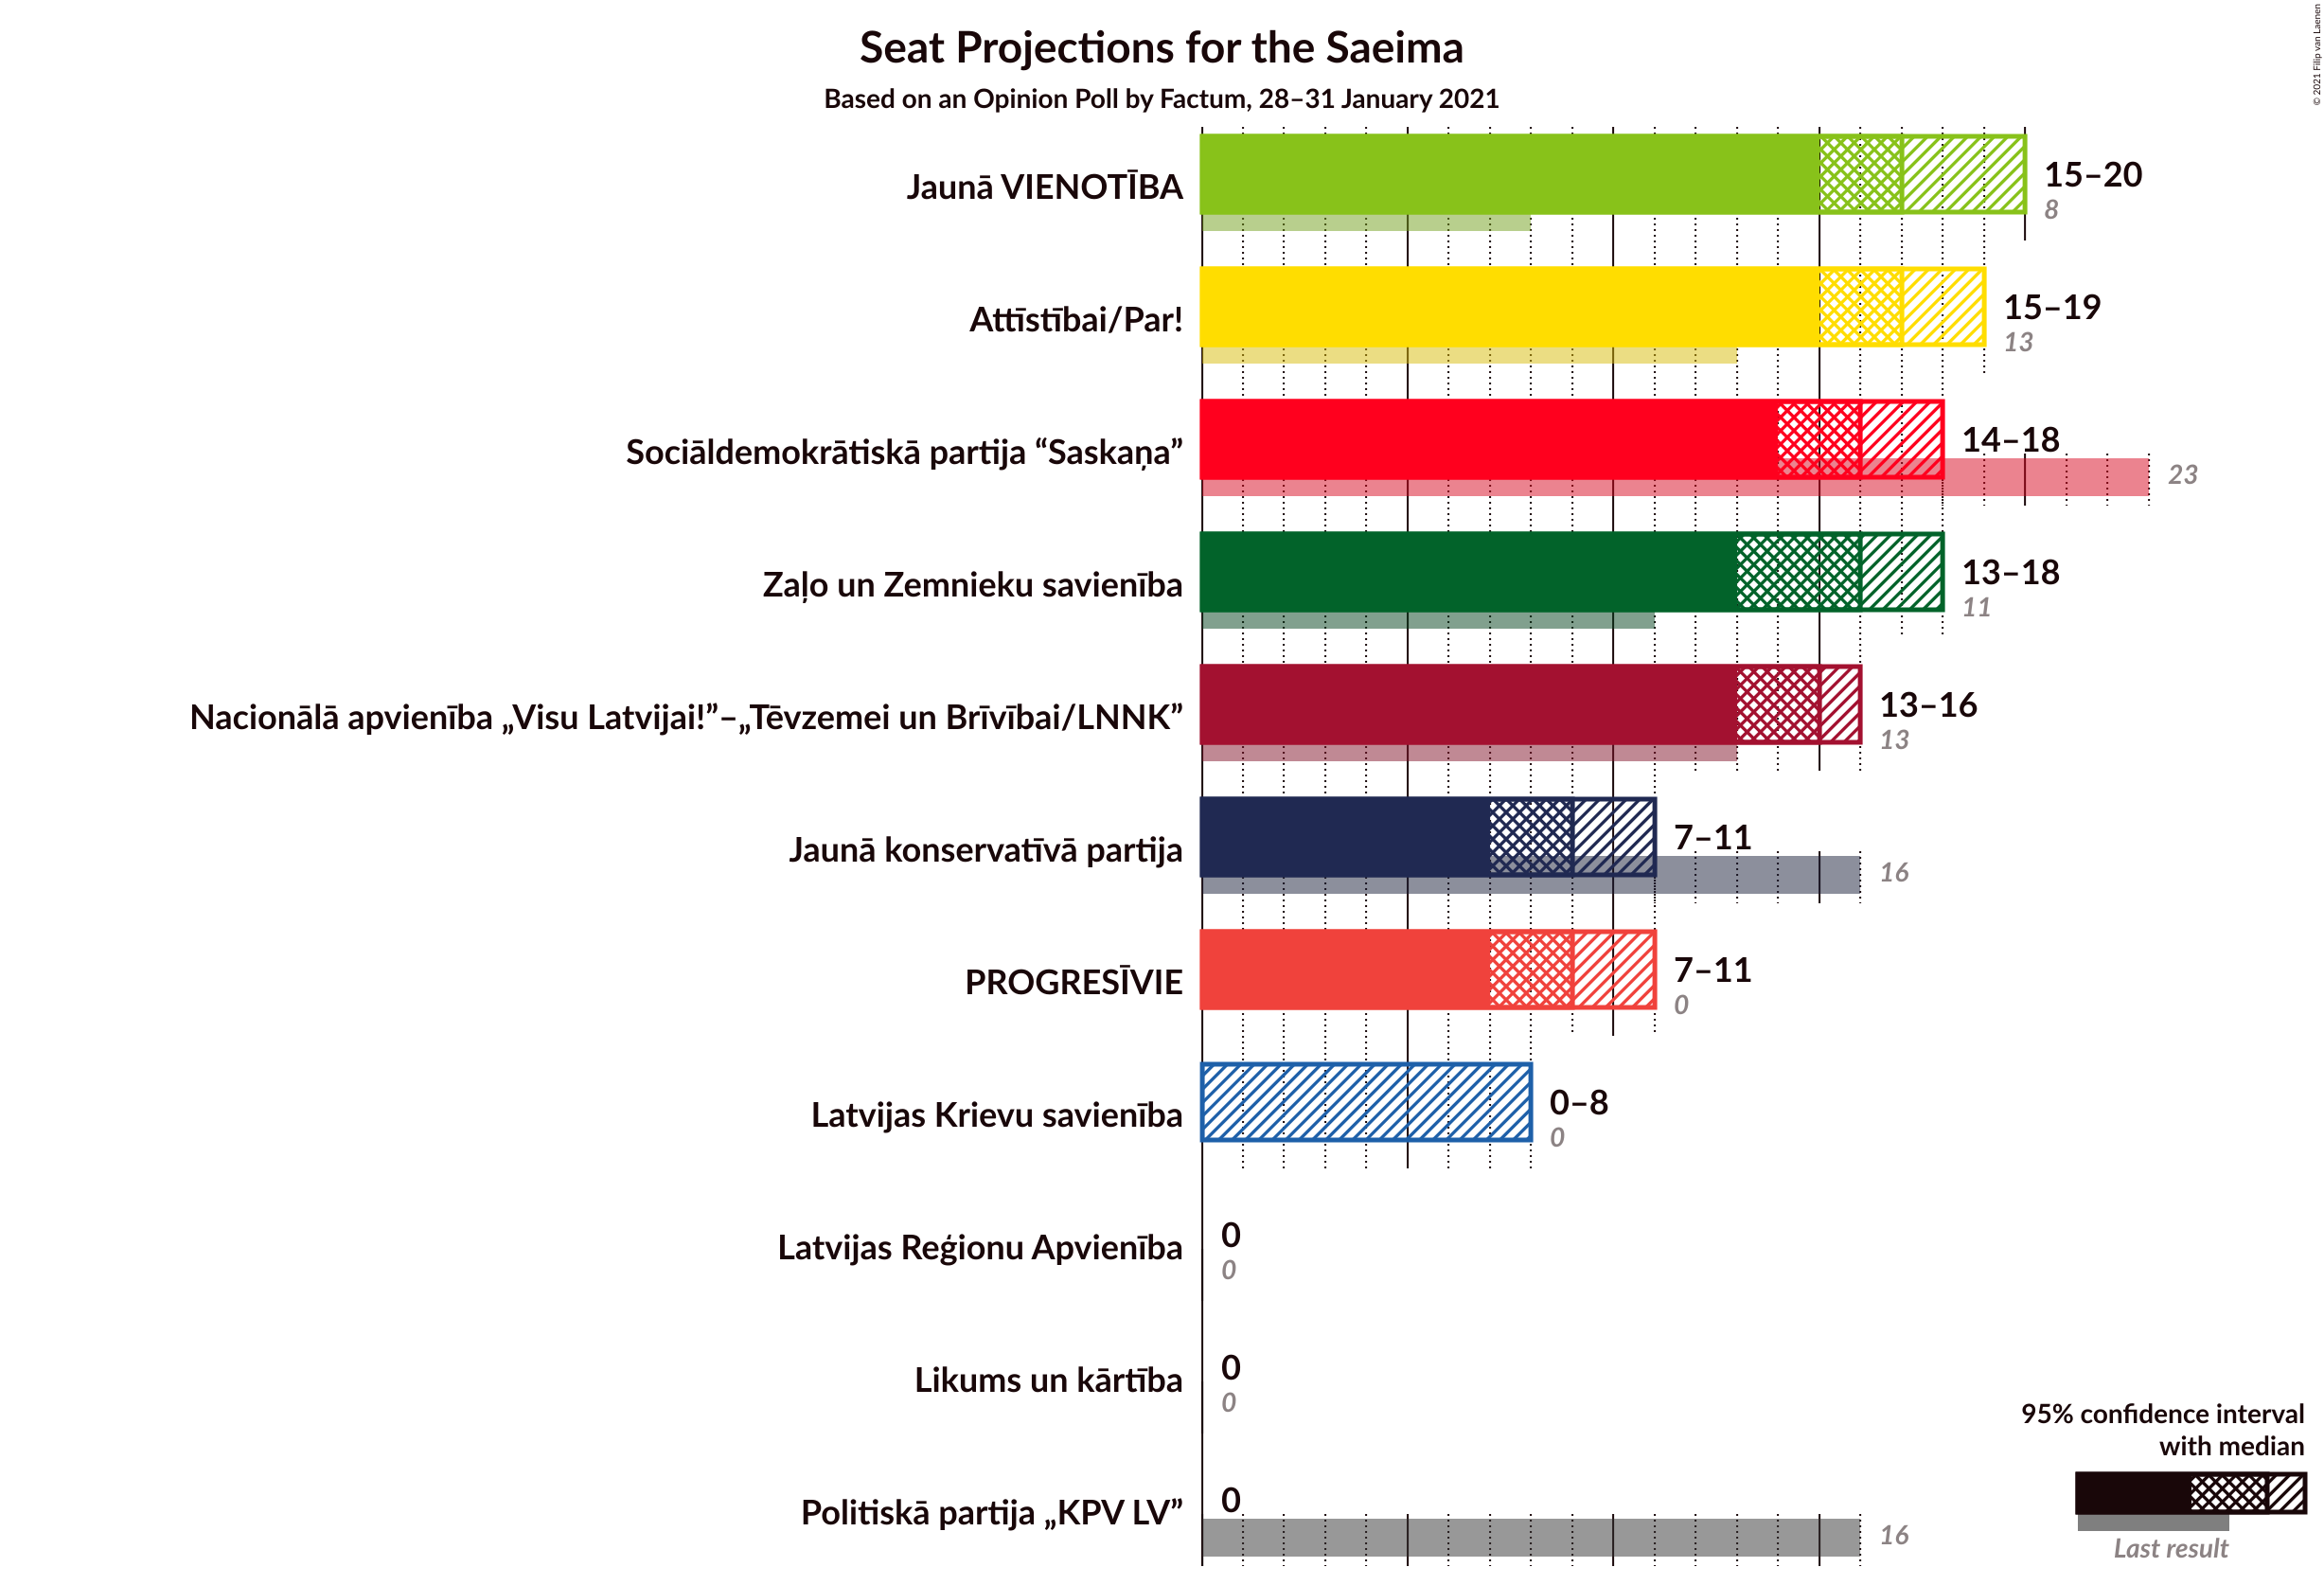 Seat Projections for the Saeima
Based on an Opinion Poll by Factum, 28–31 January 2021
© 2021 Filip van Laenen
Jaunā VIENOTĪBA
15–20
8
Attīstībai/Par!
15–19
13
Sociāldemokrātiskā partija “Saskaņa”
14–18
23
Zaļo un Zemnieku savienība
13–18
11
Nacionālā apvienība „Visu Latvijai!”–„Tēvzemei un Brīvībai/LNNK”
13–16
13
Jaunā konservatīvā partija
7–11
16
PROGRESĪVIE
7–11
0
Latvijas Krievu savienība
0–8
0
Latvijas Reģionu Apvienība
0
0
Likums un kārtība
0
0
Politiskā partija „KPV LV”
0
16
95% confidence interval
with median
Last result